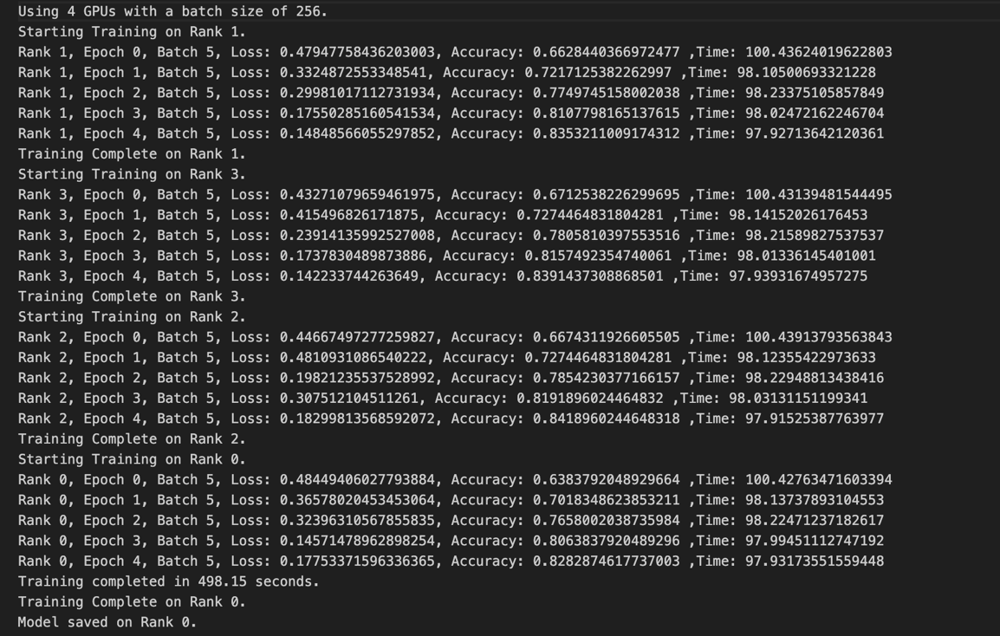 Using 4 GPUs with a batch size of 256.
Starting Training on Rank 1.
Rank 1, Epoch 0, Batch 5, Loss: 0.47947758436203003, Accuracy: 0.6628440366972477 ,Time: 100.43624019622803
Rank 1, Epoch 1, Batch 5, Loss: 0.3324872553348541, Accuracy: 0.7217125382262997 ,Time: 98.10500693321228
Rank 1, Epoch 2, Batch 5, Loss: 0.29981017112731934, Accuracy: 0.7749745158002038 ,Time: 98.23375105857849
Rank 1, Epoch 3, Batch 5, Loss: 0.17550285160541534, Accuracy: 0.8107798165137615 ,Time: 98.02472162246704
Rank 1, Epoch 4, Batch 5, Loss: 0.14848566055297852, Accuracy: 0.8353211009174312 ,Time: 97.92713642120361
Training Complete on Rank 1.
Starting Training on Rank 3.
Rank 3, Epoch 0, Batch 5, Loss: 0.43271079659461975, Accuracy: 0.6712538226299695 ,Time: 100.43139481544495
Rank 3, Epoch 1, Batch 5, Loss: 0.415496826171875, Accuracy: 0.7274464831804281 ,Time: 98.14152026176453
Rank 3, Epoch 2, Batch 5, Loss: 0.23914135992527008, Accuracy: 0.7805810397553516 ,Time: 98.21589827537537
Rank 3, Epoch 3, Batch 5, Loss: 0.1737830489873886, Accuracy: 0.8157492354740061 ,Time: 98.01336145401001
Rank 3, Epoch 4, Batch 5, Loss: 0.142233744263649, Accuracy: 0.8391437308868501 ,Time: 97.93931674957275
Training Complete on Rank 3.
Starting Training on Rank 2.
Rank 2, Epoch 0, Batch 5, Loss: 0.44667497277259827, Accuracy: 0.6674311926605505 ,Time: 100.43913793563843
Rank 2, Epoch 1, Batch 5, Loss: 0.4810931086540222, Accuracy: 0.7274464831804281 ,Time: 98.12355422973633
Rank 2, Epoch 2, Batch 5, Loss: 0.19821235537528992, Accuracy: 0.7854230377166157 ,Time: 98.22948813438416
Rank 2, Epoch 3, Batch 5, Loss: 0.307512104511261, Accuracy: 0.8191896024464832 ,Time: 98.03131151199341
Rank 2, Epoch 4, Batch 5, Loss: 0.18299813568592072, Accuracy: 0.8418960244648318 ,Time: 97.91525387763977
Training Complete on Rank 2.
Starting Training on Rank 0.
Rank 0, Epoch 0, Batch 5, Loss: 0.48449406027793884, Accuracy: 0.6383792048929664 ,Time: 100.42763471603394
Rank 0, Epoch 1, Batch 5, Loss: 0.36578020453453064, Accuracy: 0.7018348623853211 ,Time: 98.13737893104553
Rank 0, Epoch 2, Batch 5, Loss: 0.32396310567855835, Accuracy: 0.7658002038735984 ,Time: 98.22471237182617
Rank 0, Epoch 3, Batch 5, Loss: 0.14571478962898254, Accuracy: 0.8063837920489296 ,Time: 97.99451112747192
Rank 0, Epoch 4, Batch 5, Loss: 0.17753371596336365, Accuracy: 0.8282874617737003 ,Time: 97.93173551559448
Training completed in 498.15 seconds.
Training Complete on Rank 0.
Model saved on Rank 0.